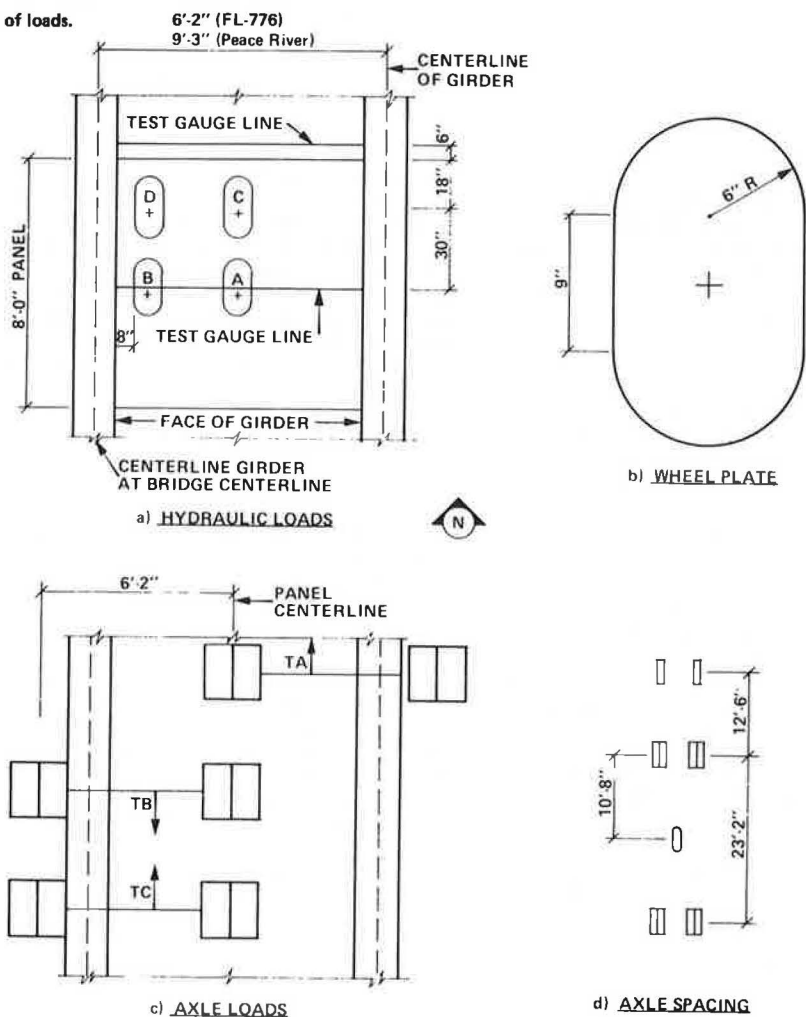 of loads.
6'-2" (FL-776)
9'-3" (Peace River)
CENTERLINE
OF GIRDER
TEST GAUGE LINE
6"
18"
D
C
30"
8'-0" PANEL
B
A
8"
TEST GAUGE LINE
FACE OF GIRDER
CENTERLINE GIRDER
AT BRIDGE CENTERLINE
a) HYDRAULIC LOADS
N
6" R
9"
b) WHEEL PLATE
6'-2"
PANEL
CENTERLINE
TA
TB
TC
c) AXLE LOADS
12'-6"
10'-8"
23'-2"
d) AXLE SPACING